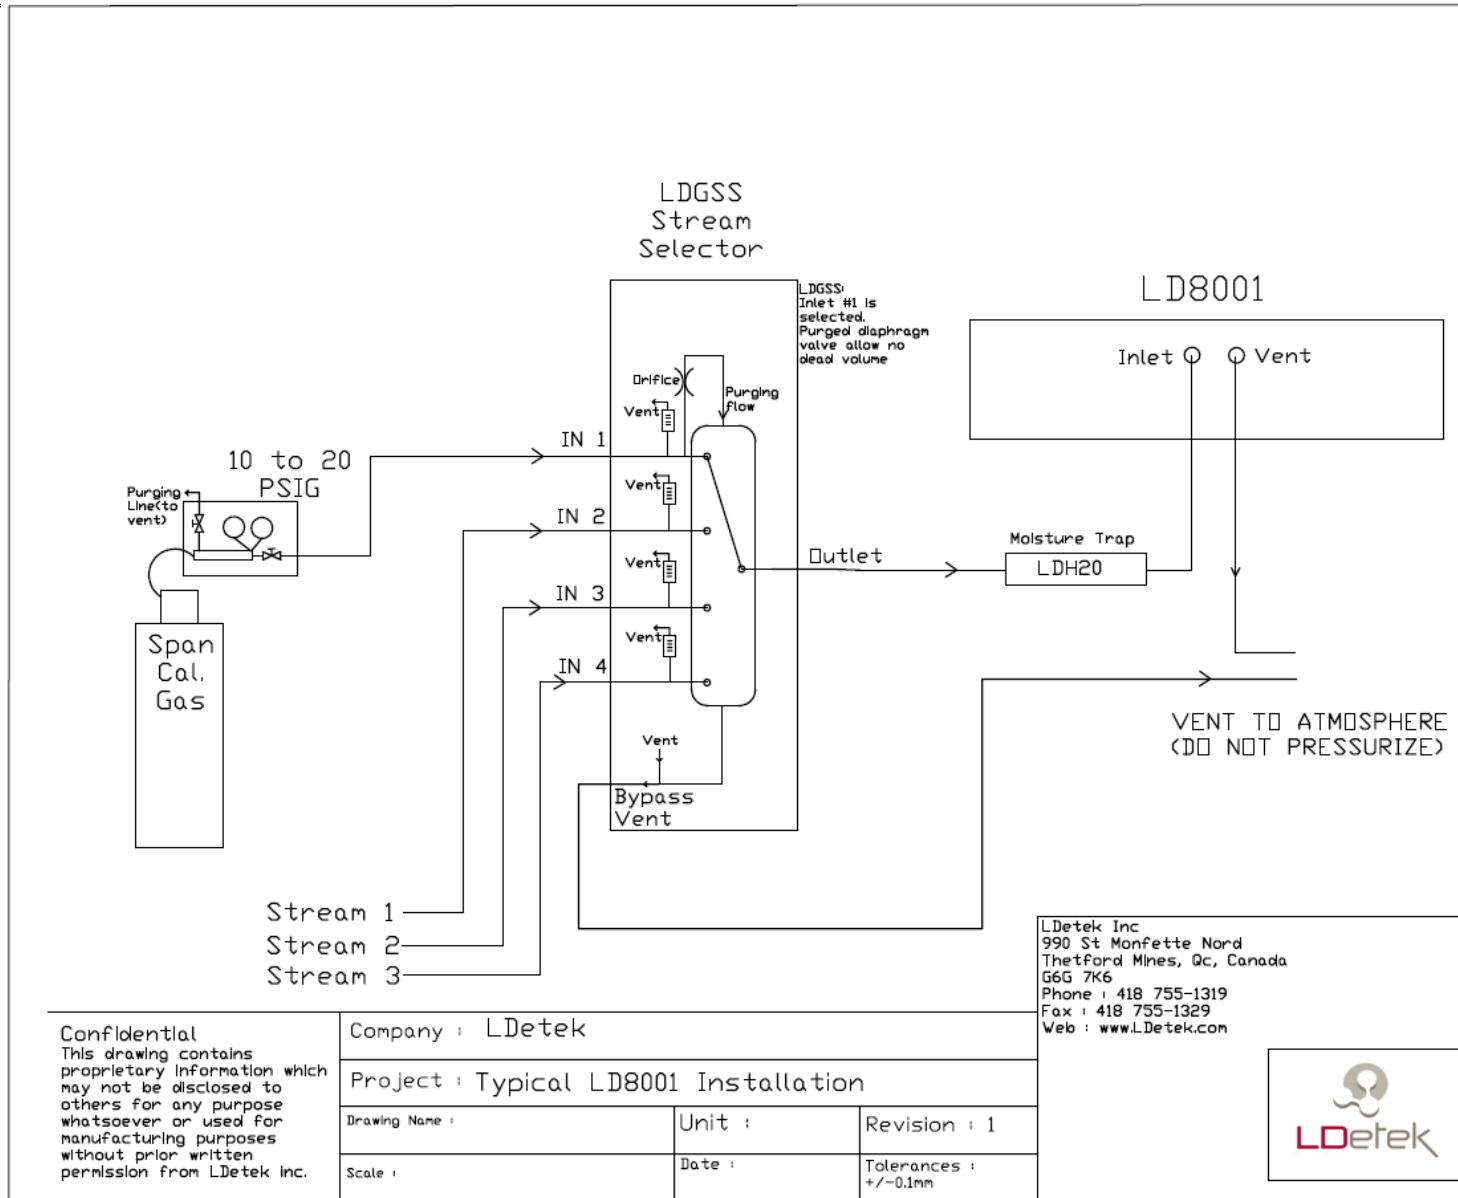 LDGSS
Stream
Selector
LDGSS:
Inlet #1 is
selected.
Purged diaphragm
valve allow no
dead volume
LD8001
Inlet
Vent
Orifice
Purging
flow
Vent
IN 1
10 to 20
PSIG
Purging
Line(to
vent)
Vent
IN 2
Vent
IN 3
Vent
IN 4
Outlet
Moisture Trap
LDH20
Span
Cal.
Gas
VENT TO ATMOSPHERE
(DO NOT PRESSURIZE)
Vent
Bypass
Vent
Stream 1
Stream 2
Stream 3
LDetek Inc
990 St Monfette Nord
Thetford Mines, Qc, Canada
G6G 7K6
Phone : 418 755-1319
Fax : 418 755-1329
Web : www.LDetek.com
Confidential
This drawing contains
proprietary information which
may not be disclosed to
others for any purpose
whatsoever or used for
manufacturing purposes
without prior written
permission from LDetek inc.
Company : LDetek
Project : Typical LD8001 Installation
Drawing Name :
Unit :
Revision : 1
Scale :
Date :
Tolerances :
+/-0.1mm
LDetek